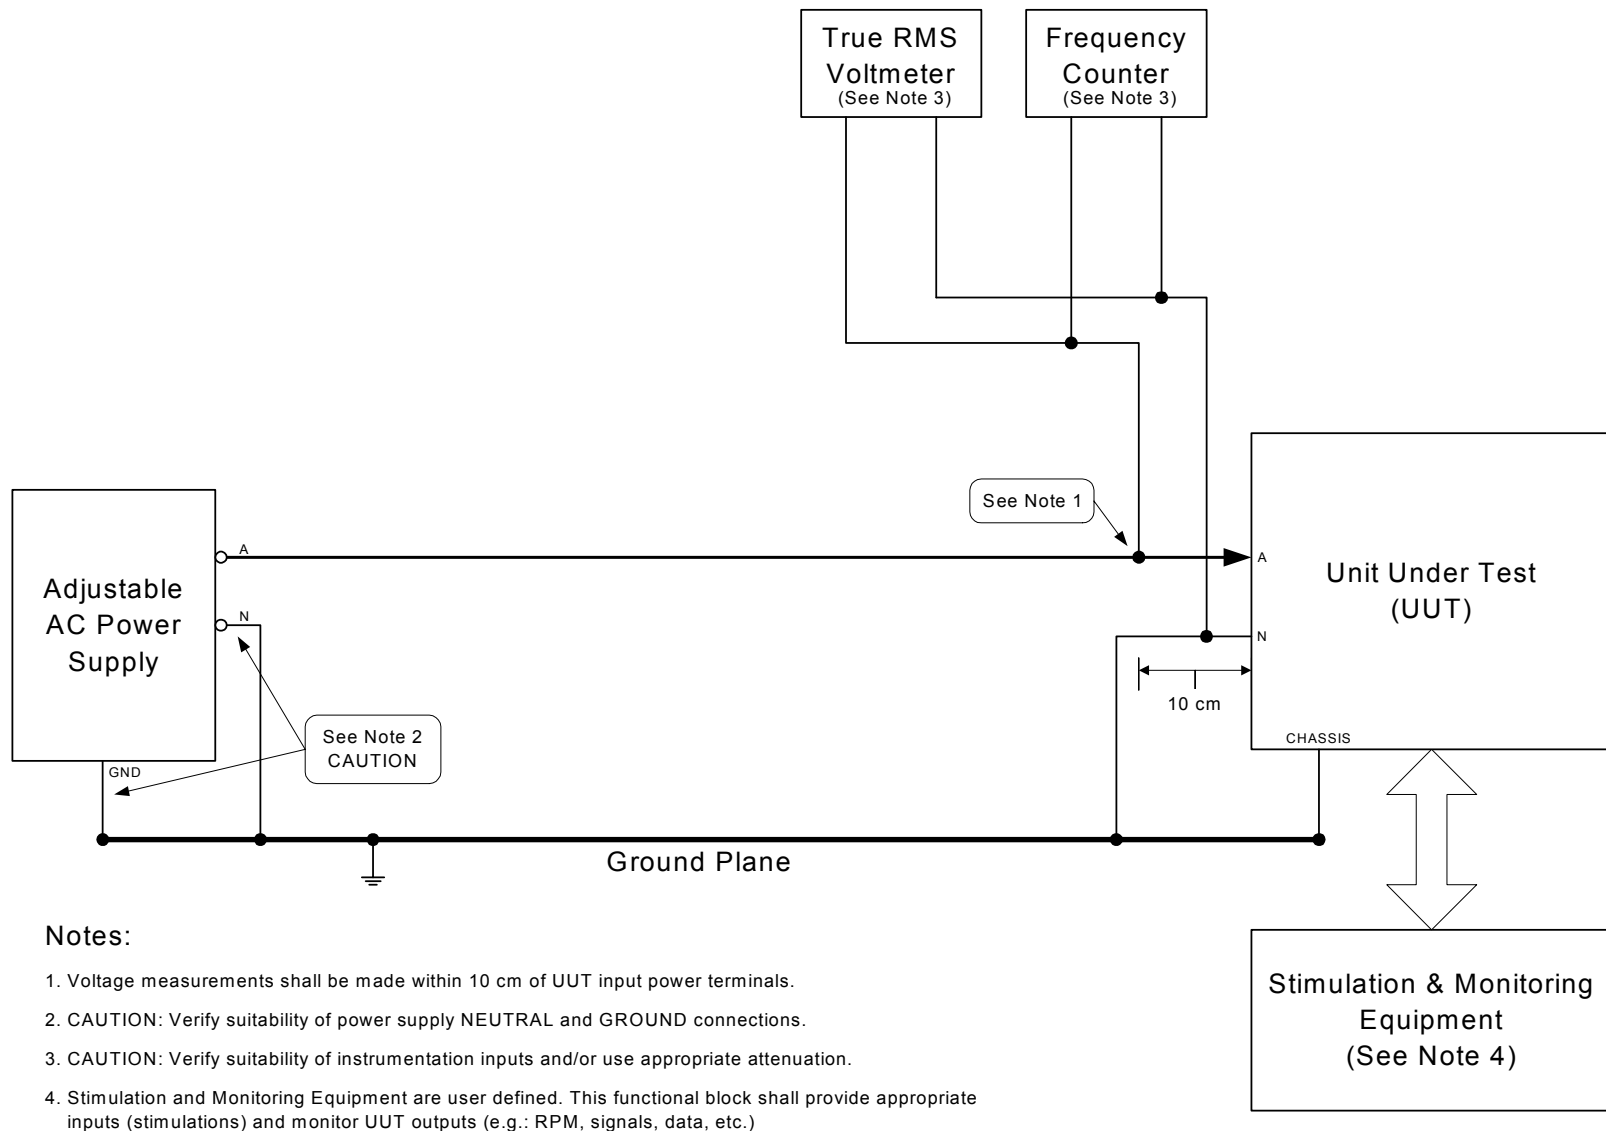 True RMS
Voltmeter
(See Note 3)
Frequency
Counter
(See Note 3)
See Note 1
Adjustable
AC Power
Supply
A
N
GND
See Note 2
CAUTION
A
N
Unit Under Test
(UUT)
10 cm
CHASSIS
Ground Plane
Stimulation & Monitoring
Equipment
(See Note 4)
Notes:
1. Voltage measurements shall be made within 10 cm of UUT input power terminals.
2. CAUTION: Verify suitability of power supply NEUTRAL and GROUND connections.
3. CAUTION: Verify suitability of instrumentation inputs and/or use appropriate attenuation.
4. Stimulation and Monitoring Equipment are user defined. This functional block shall provide appropriate
inputs (stimulations) and monitor UUT outputs (e.g.: RPM, signals, data, etc.)